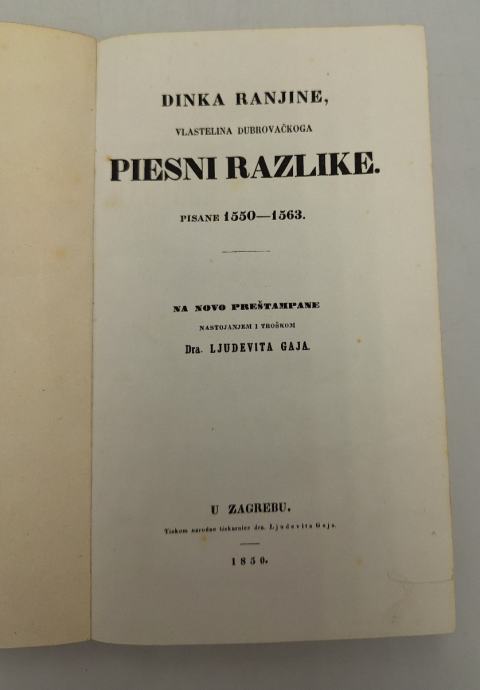 DINKA RANJINE,
VLASTELINA DUBROVAČKOGA
PIESNI RAZLIKE.
PISANE 1550—1563.
NA NOVO PREŠTAMPANE
NASTOJANJEM I TROŠKOM
Dra. LJUDEVITA GAJA.
U ZAGREBU.
Tiskom narodne tiskarnice dra. Ljudevita Gaja.
1850.